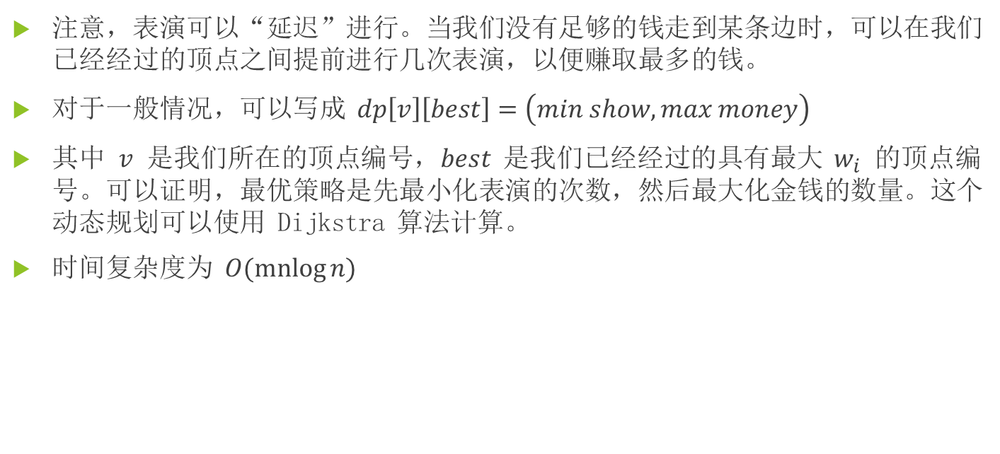 注意，表演可以“延迟”进行。当我们没有足够的钱走到某条边时，可以在我们
已经经过的顶点之间提前进行几次表演，以便赚取最多的钱。
对于一般情况，可以写成 dp[v][best] = (min show, max money)
其中 v 是我们所在的顶点编号，best 是我们已经经过的具有最大 wᵢ 的顶点编
号。可以证明，最优策略是先最小化表演的次数，然后最大化金钱的数量。这个
动态规划可以使用 Dijkstra 算法计算。
时间复杂度为 O(mnlog n)